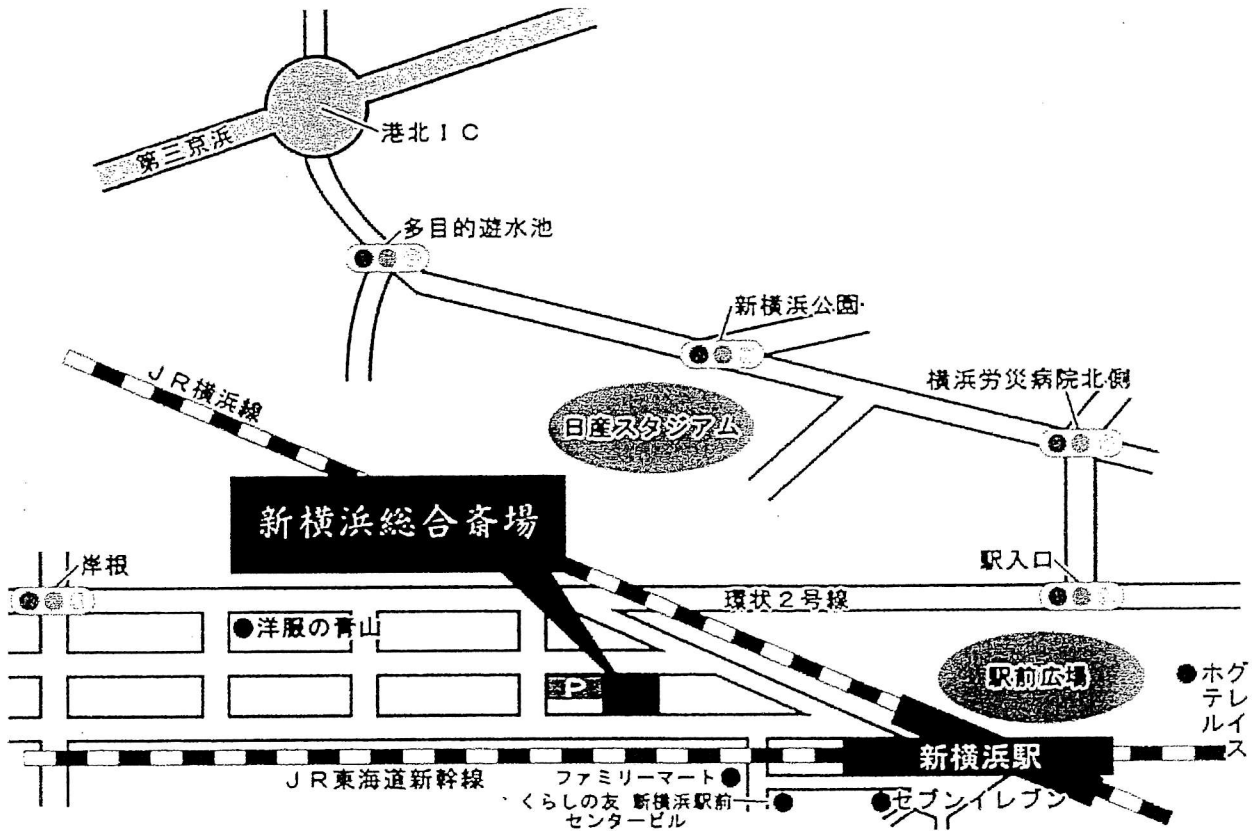 港北IC
第三京浜
多目的遊水池
新横浜公園
横浜労災病院北側
JR横浜線
日産スタジアム
新横浜総合斎場
岸根
駅入口
環状2号線
洋服の青山
P
駅前広場
ホテル
グレイス
新横浜駅
JR東海道新幹線
ファミリーマート
くらしの友 新横浜駅前
センタービル
セブンイレブン